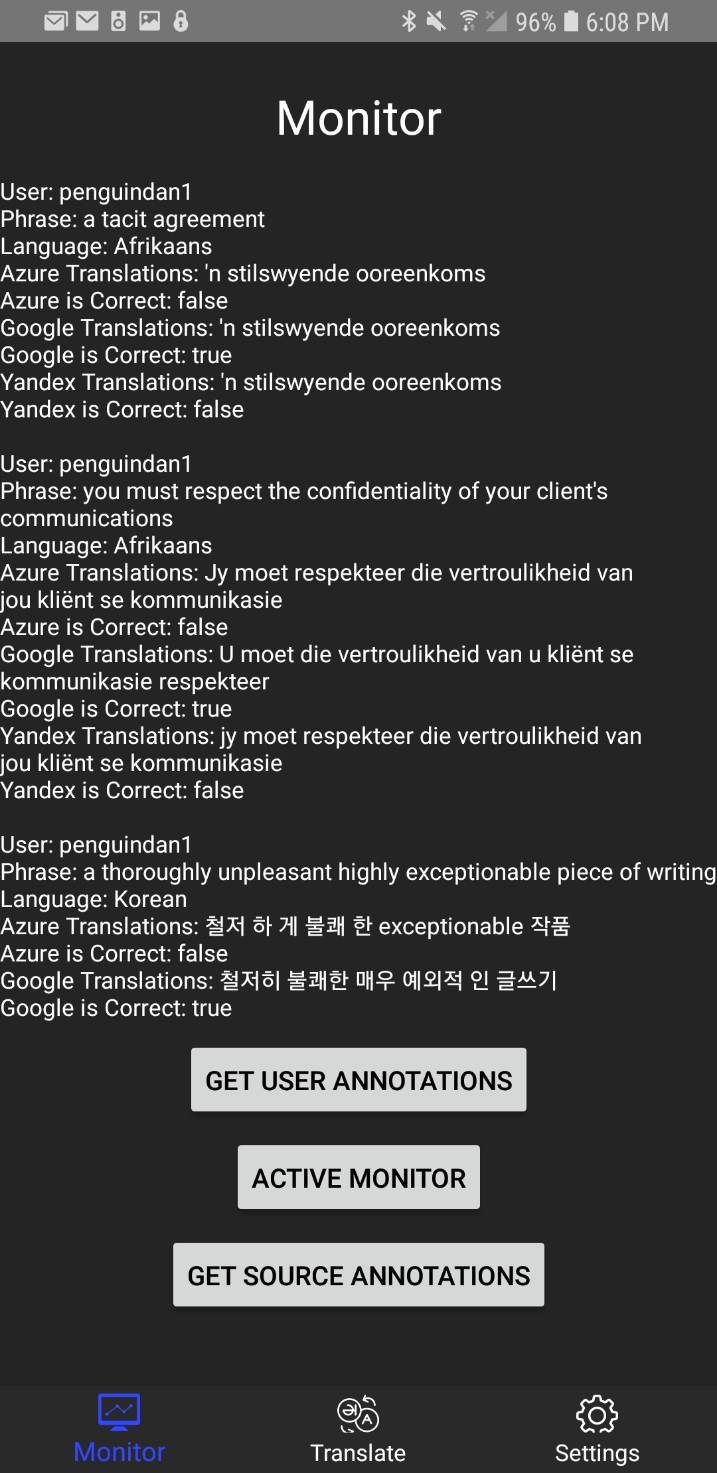 96% 6:08 PM
Monitor
User: penguindan1
Phrase: a tacit agreement
Language: Afrikaans
Azure Translations: 'n stilswyende ooreenkoms
Azure is Correct: false
Google Translations: 'n stilswyende ooreenkoms
Google is Correct: true
Yandex Translations: 'n stilswyende ooreenkoms
Yandex is Correct: false
User: penguindan1
Phrase: you must respect the confidentiality of your client's
communications
Language: Afrikaans
Azure Translations: Jy moet respekteer die vertroulikheid van
jou kliënt se kommunikasie
Azure is Correct: false
Google Translations: U moet die vertroulikheid van u kliënt se
kommunikasie respekteer
Google is Correct: true
Yandex Translations: jy moet respekteer die vertroulikheid van
jou kliënt se kommunikasie
Yandex is Correct: false
User: penguindan1
Phrase: a thoroughly unpleasant highly exceptionable piece of writing
Language: Korean
Azure Translations: 철저 하 게 불쾌 한 exceptionable 작품
Azure is Correct: false
Google Translations: 철저히 불쾌한 매우 예외적 인 글쓰기
Google is Correct: true
GET USER ANNOTATIONS
ACTIVE MONITOR
GET SOURCE ANNOTATIONS
Monitor Translate Settings